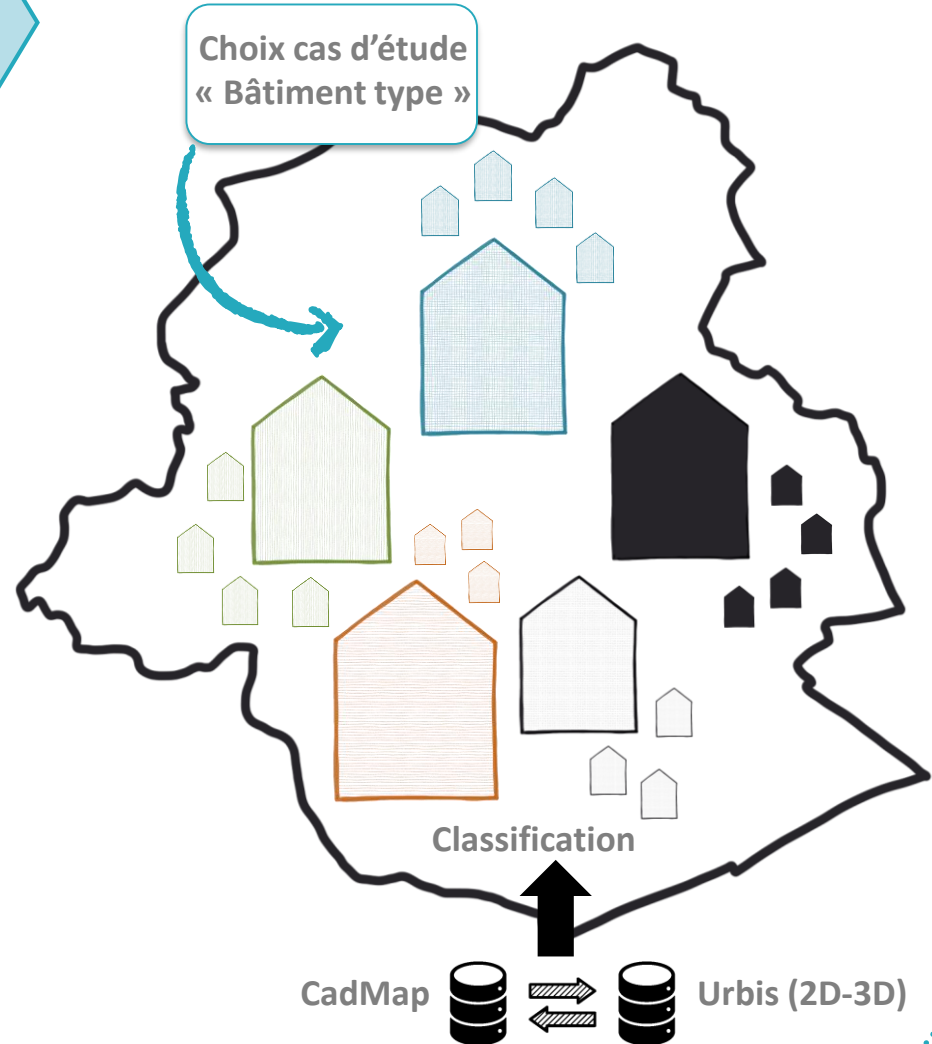 Choix cas d’étude
« Bâtiment type »
Classification
CadMap
Urbis (2D-3D)